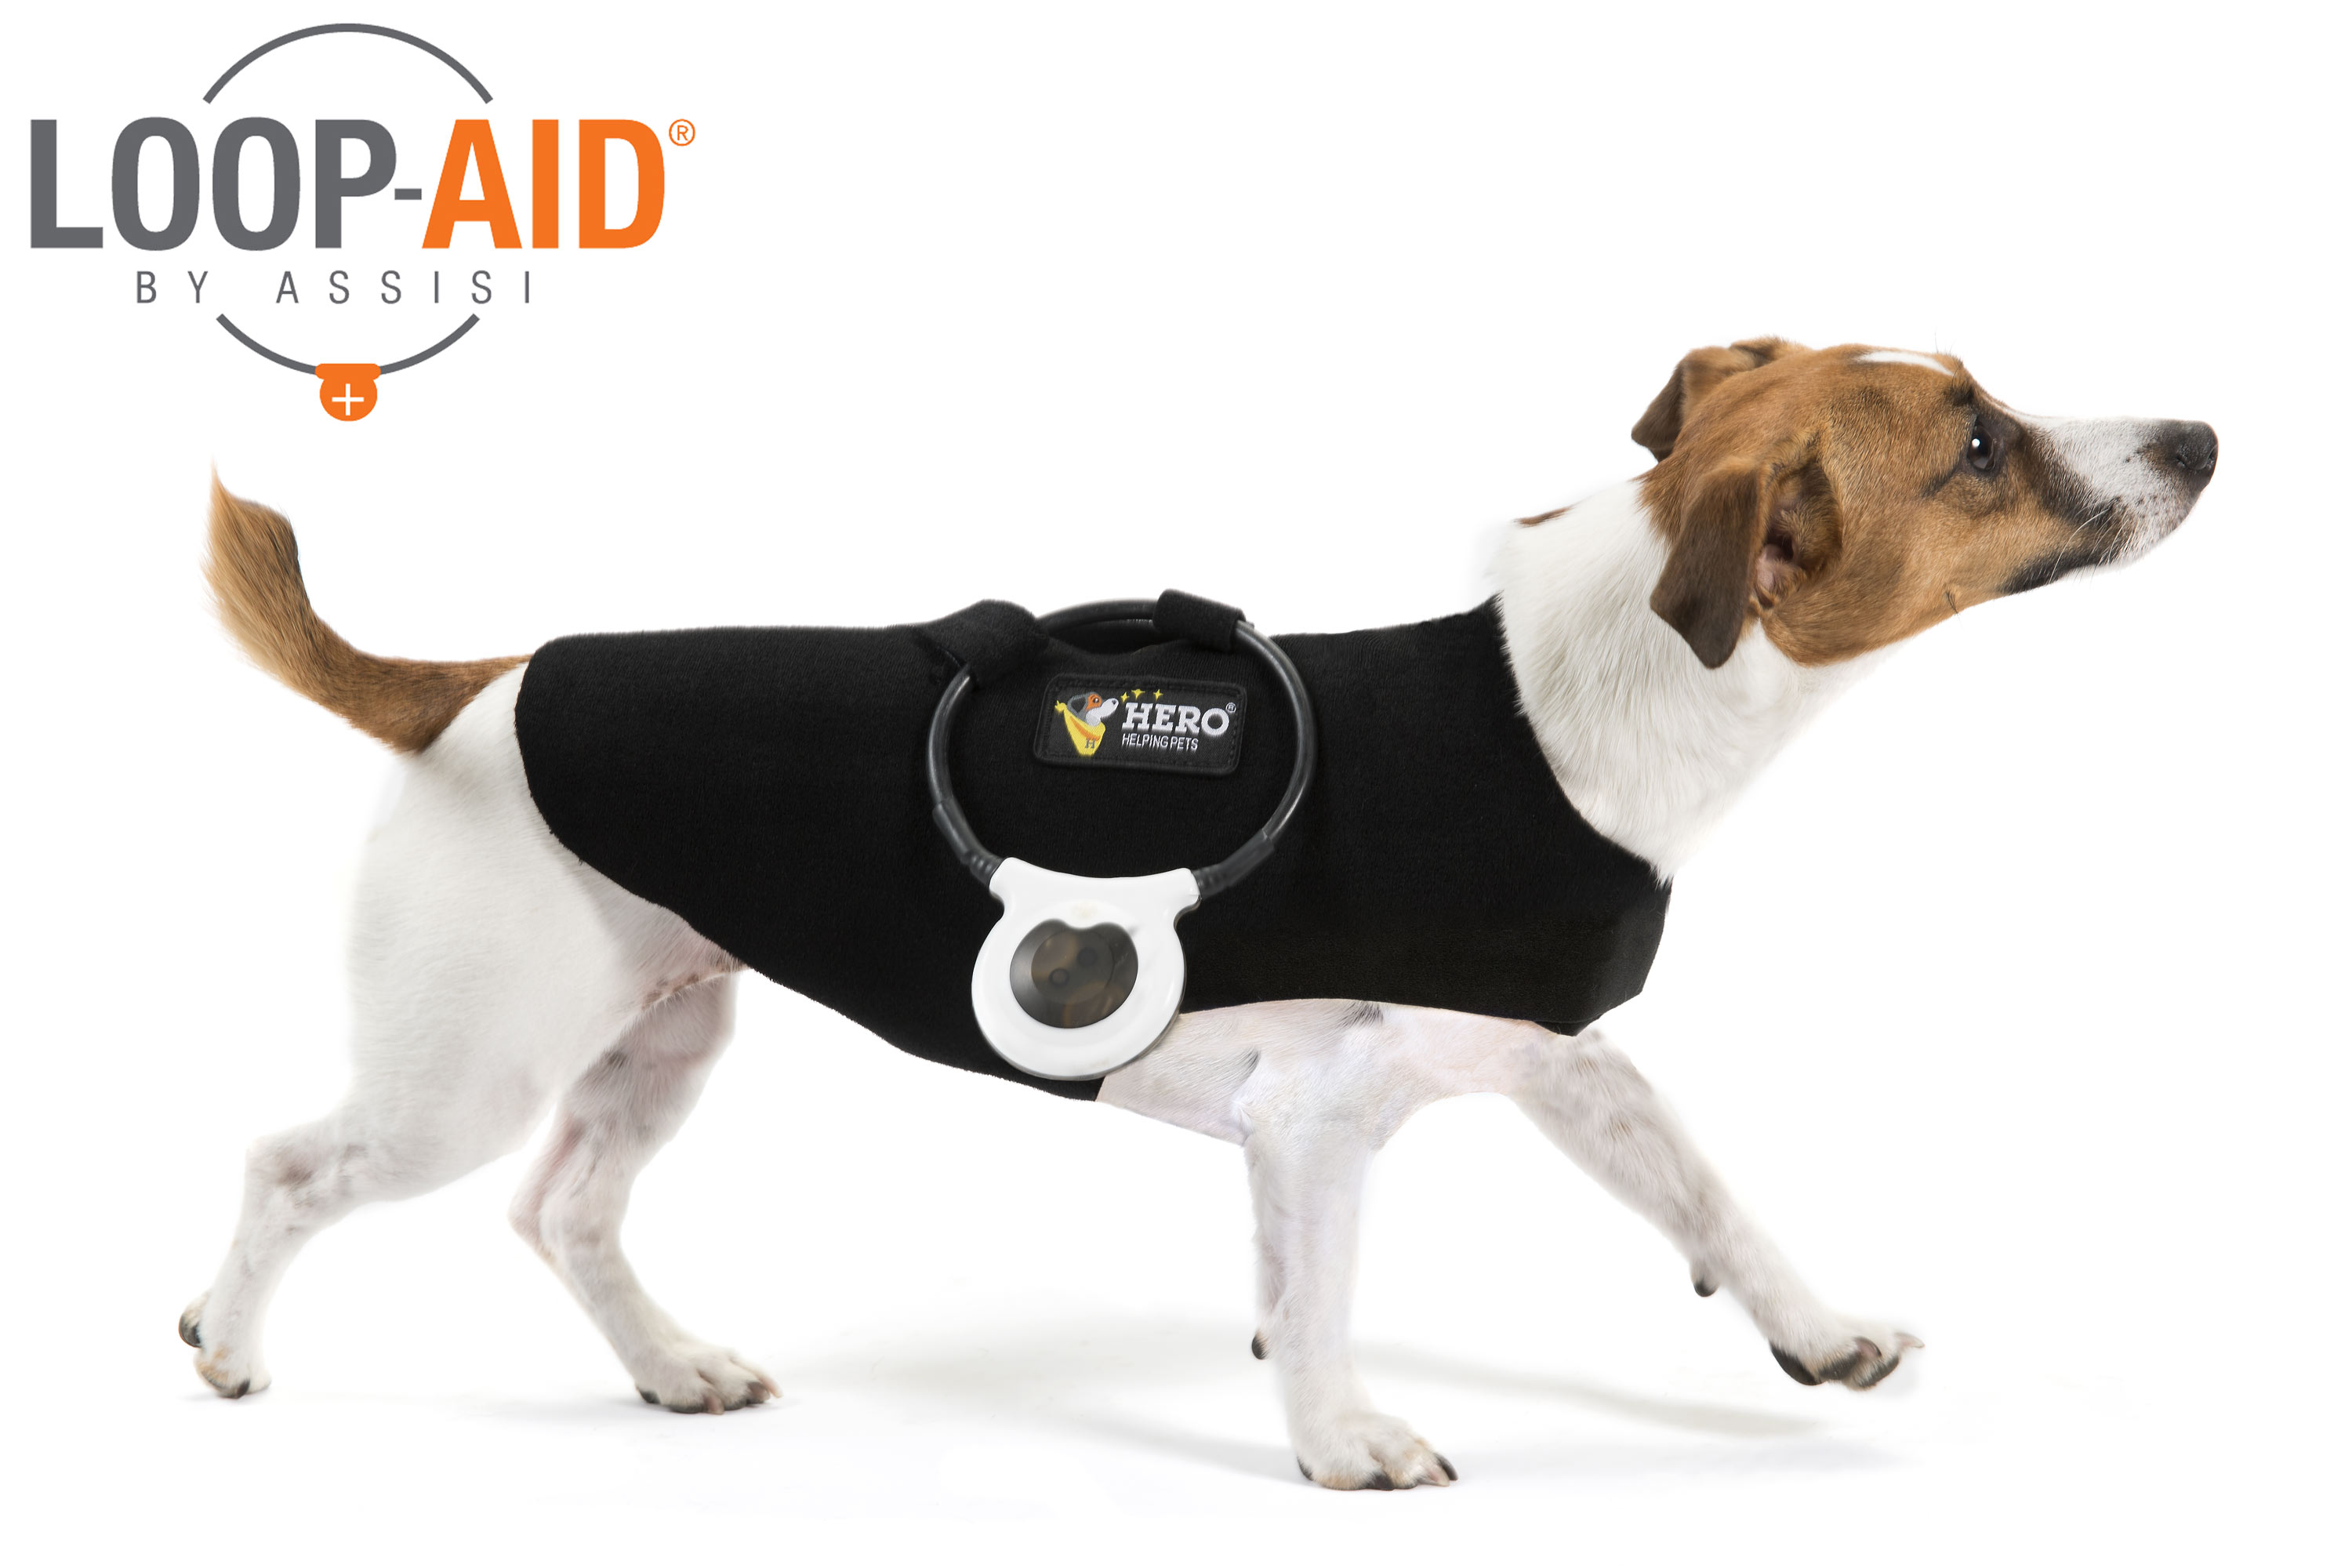 LOOP-AID®
BY ASSISI
HERO®
HELPING PETS
H